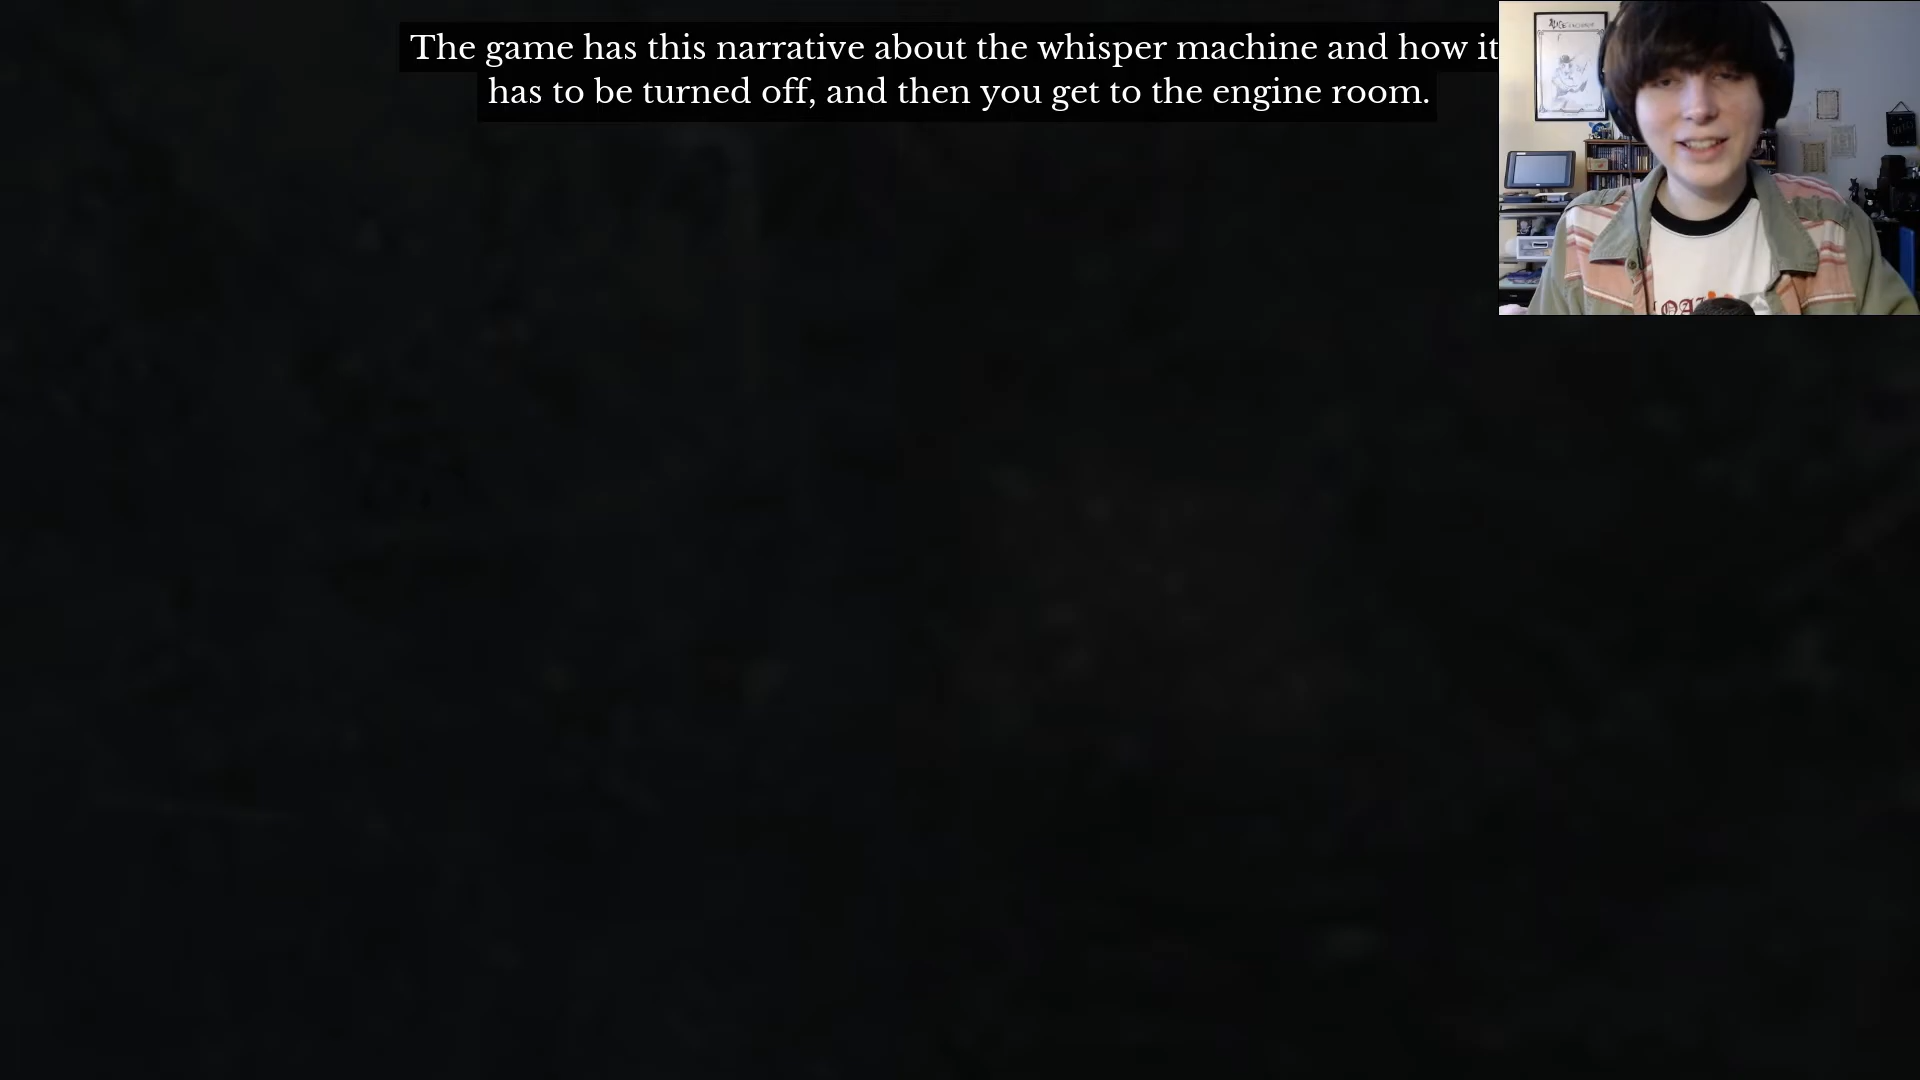 The game has this narrative about the whisper machine and how it
has to be turned off, and then you get to the engine room.